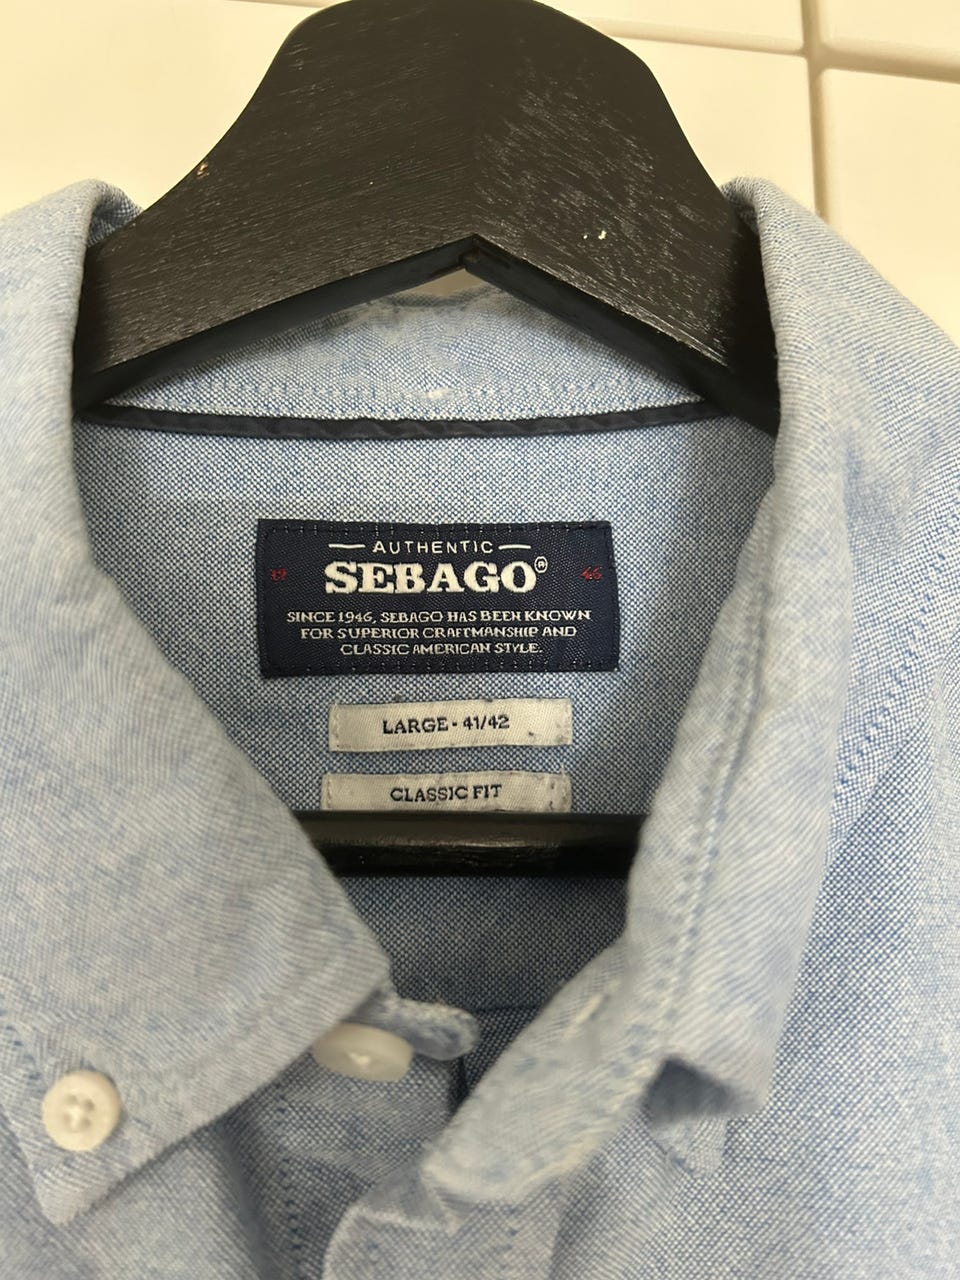 — AUTHENTIC —
SEBAGO®
19 46
SINCE 1946, SEBAGO HAS BEEN KNOWN
FOR SUPERIOR CRAFTMANSHIP AND
CLASSIC AMERICAN STYLE.
LARGE - 41/42
CLASSIC FIT